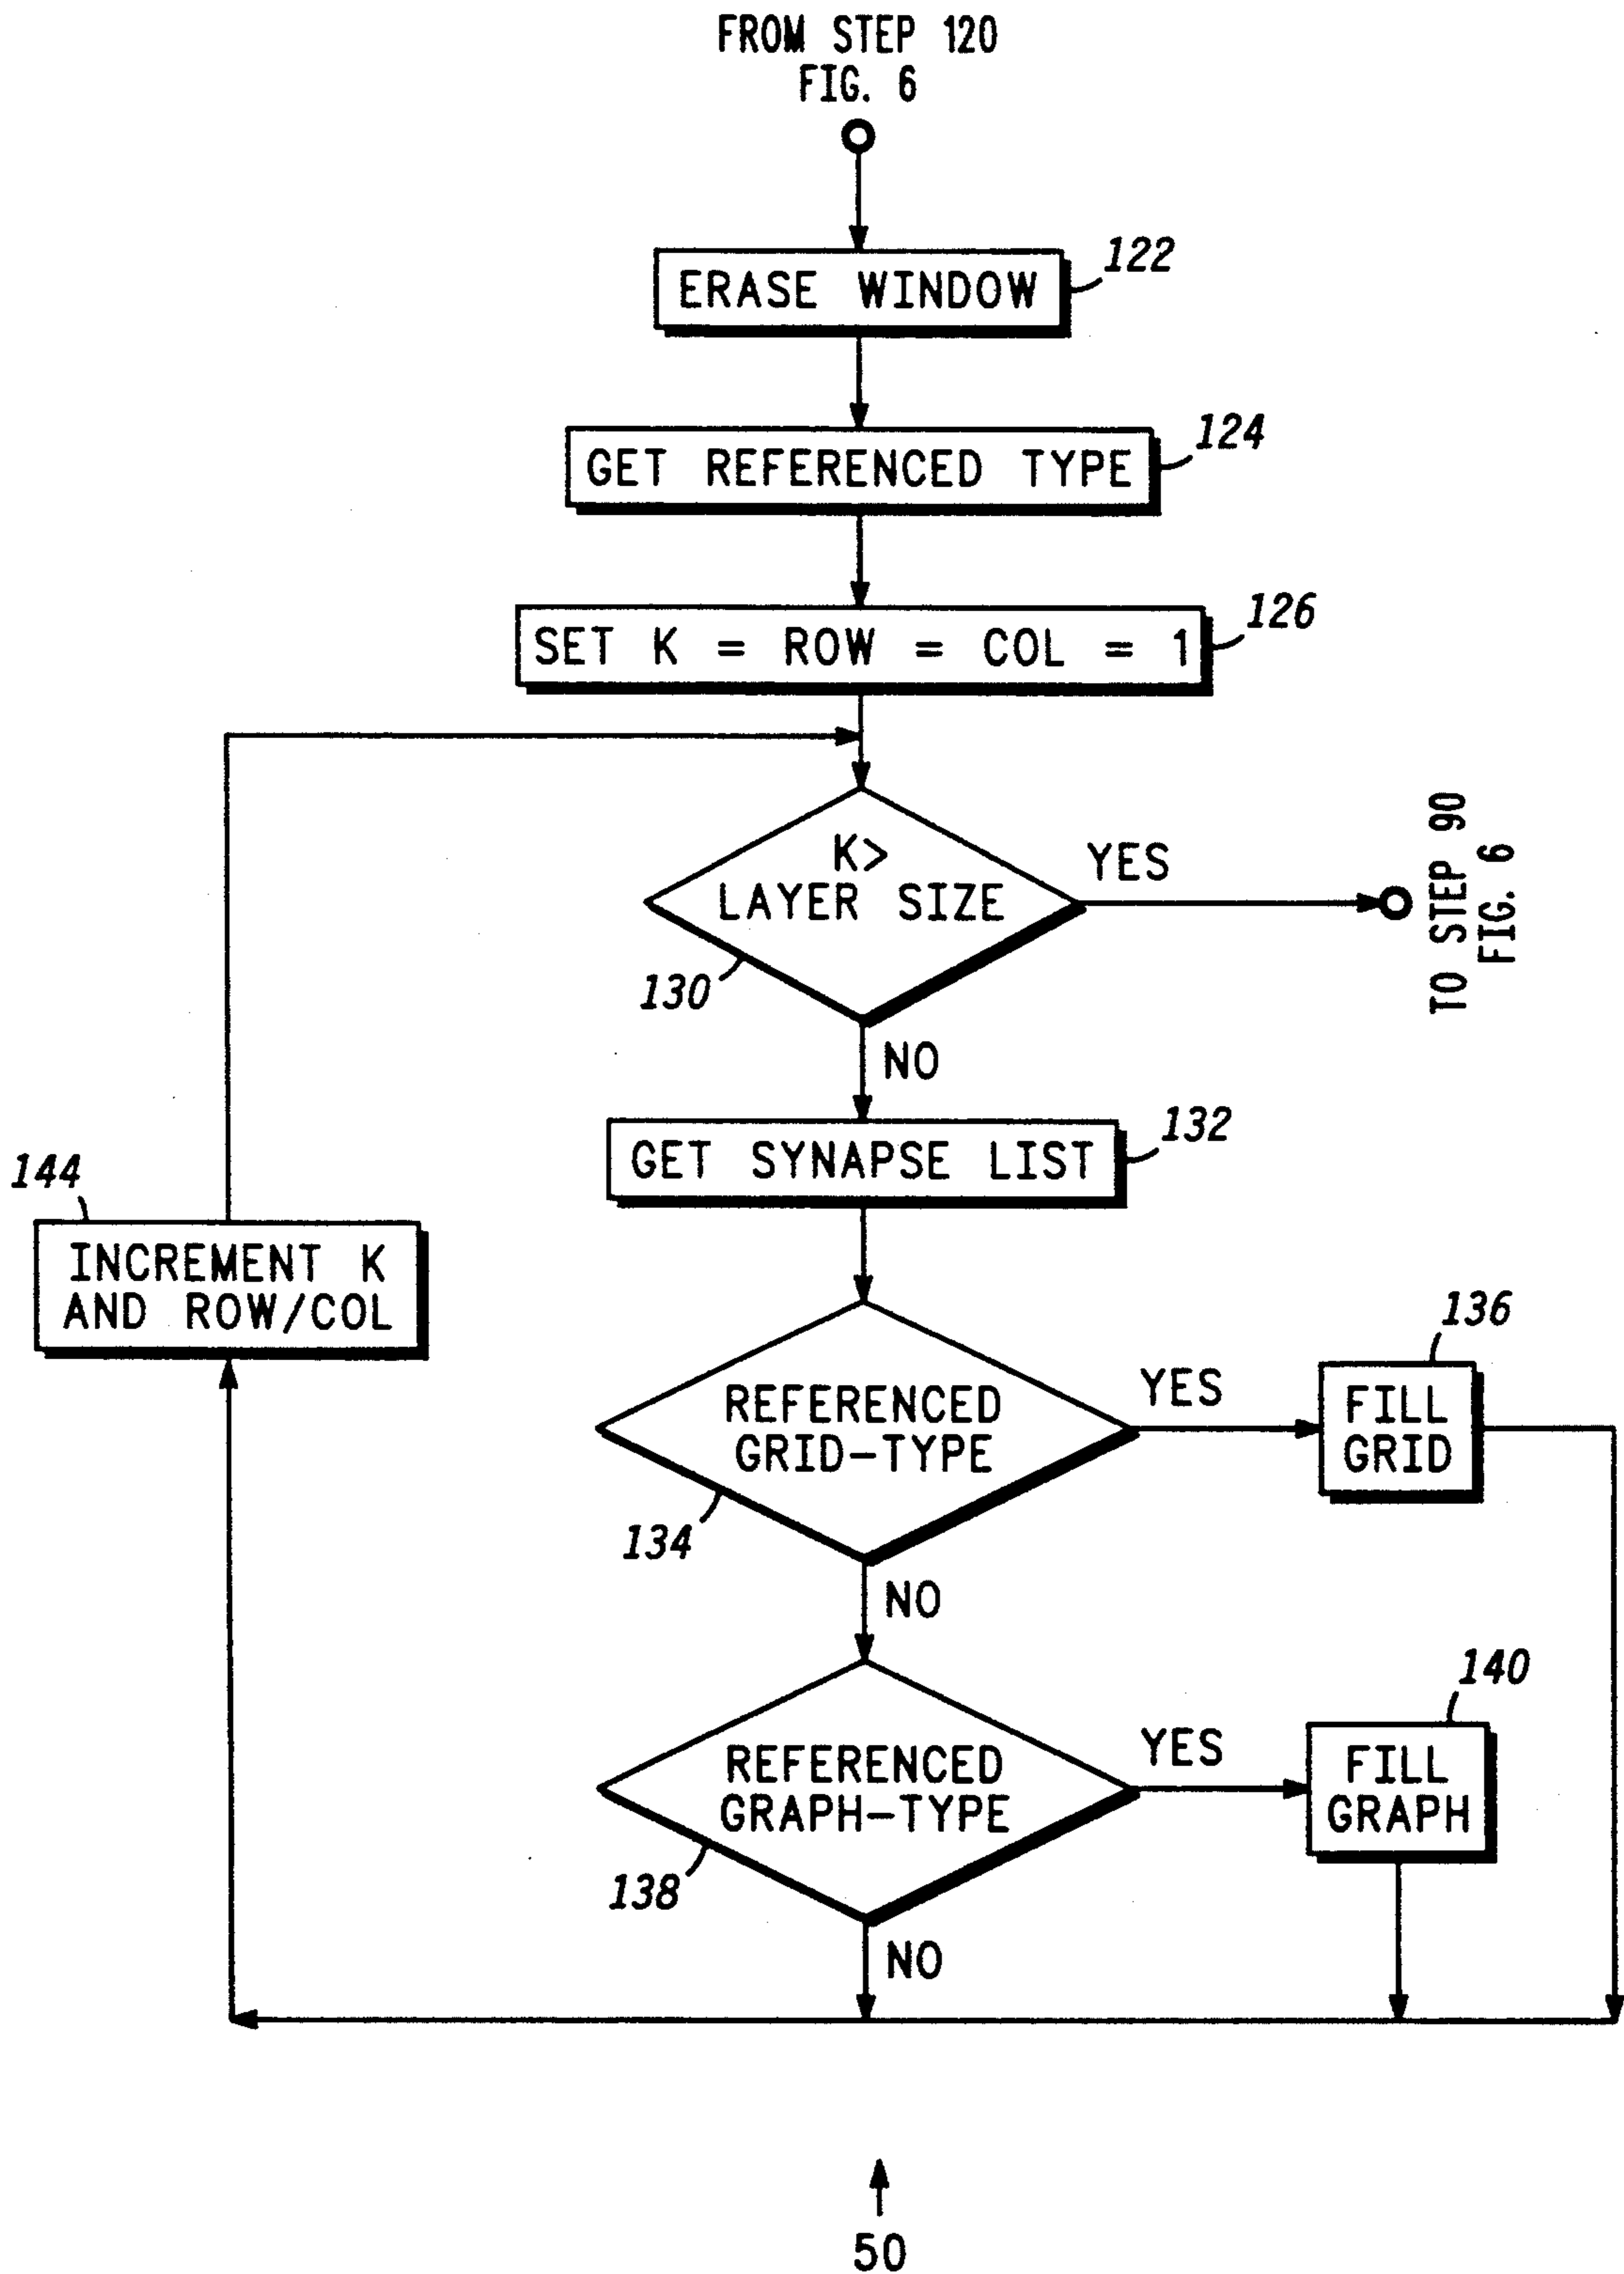 FROM STEP 120
FIG. 6
ERASE WINDOW
122
GET REFERENCED TYPE
124
SET K = ROW = COL = 1
126
K>
LAYER SIZE
YES
130
TO STEP 90
FIG. 6
NO
GET SYNAPSE LIST
132
144
INCREMENT K
AND ROW/COL
REFERENCED
GRID-TYPE
YES
134
136
FILL
GRID
NO
REFERENCED
GRAPH-TYPE
YES
138
140
FILL
GRAPH
NO
50